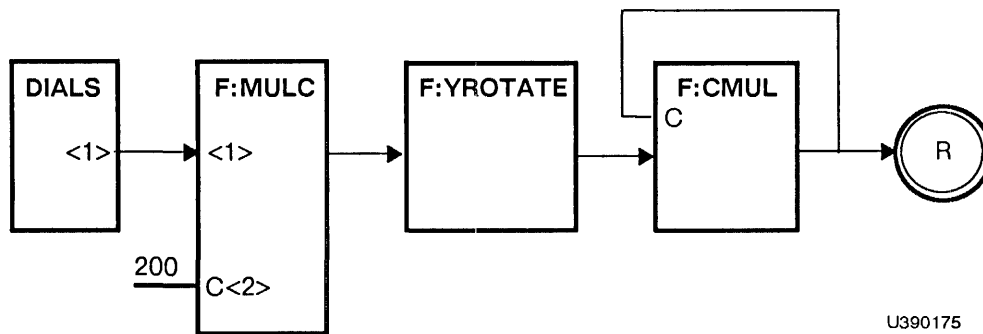 DIALS
<1>
F:MULC
<1>
200
C<2>
F:YROTATE
F:CMUL
C
R
U390175